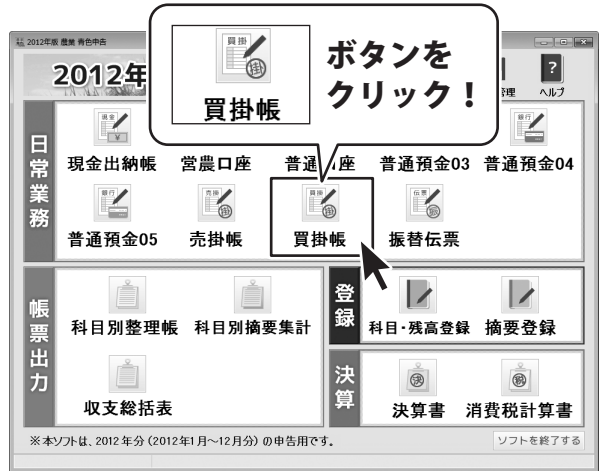 2012年版 農業 青色申告
2012年
買掛
掛
買掛帳
ボタンを
クリック！
?
理
ヘルプ
日常業務
現金
¥
現金出納帳
営農口座
普通
座
普通預金03
銀行
普通預金04
銀行
普通預金05
売掛
掛
売掛帳
買掛
掛
買掛帳
伝票
振替伝票
帳票出力
科目別整理帳
科目別摘要集計
収支総括表
登録
科目・残高登録
摘要登録
決算
決
決算書
税
消費税計算書
※本ソフトは、2012年分（2012年1月～12月分）の申告用です。
ソフトを終了する